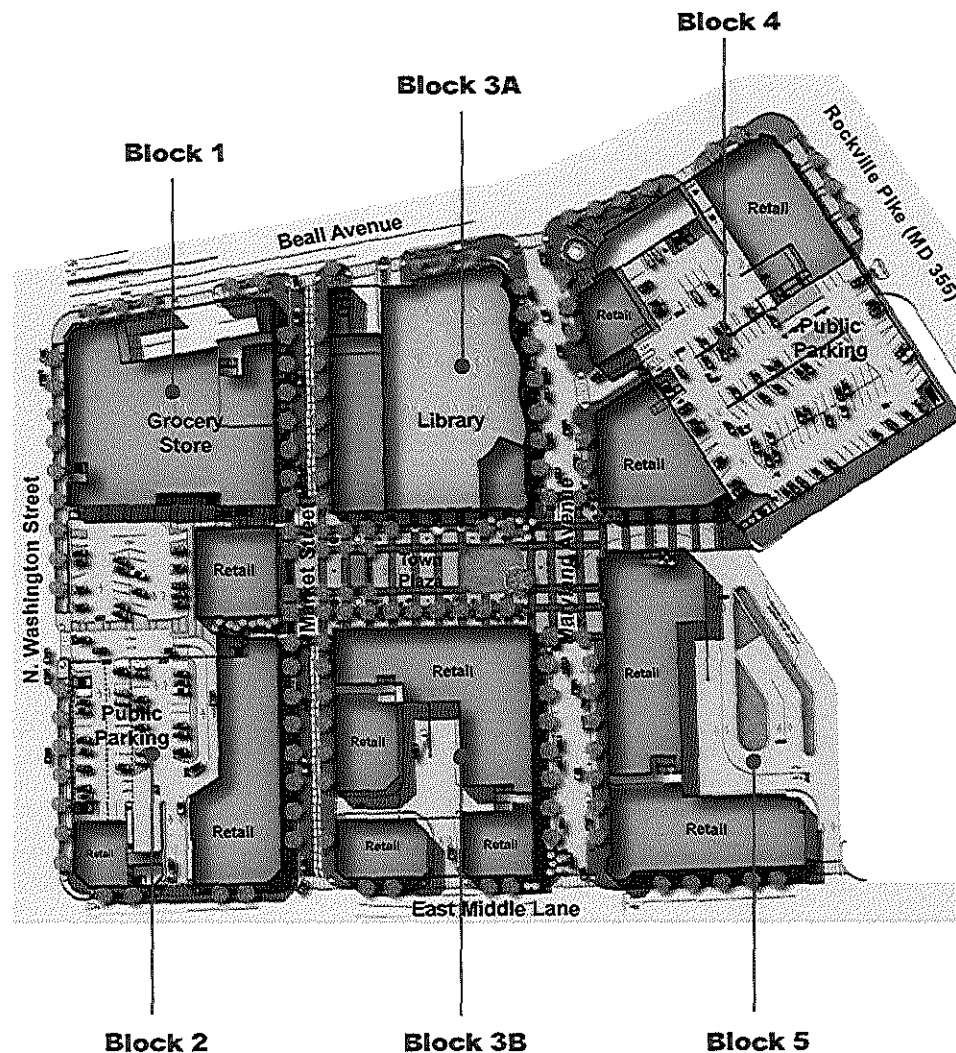 Block 4
Block 3A
Block 1
Rockville Pike (MD 355)
Beall Avenue
Retail
Retail
Public
Parking
Grocery
Store
Library
Retail
N. Washington Street
Market Street
Maryland Avenue
Retail
Town
Plaza
Retail
Retail
Public
Parking
Retail
Retail
Retail
Retail
Retail
Retail
East Middle Lane
Block 2
Block 3B
Block 5